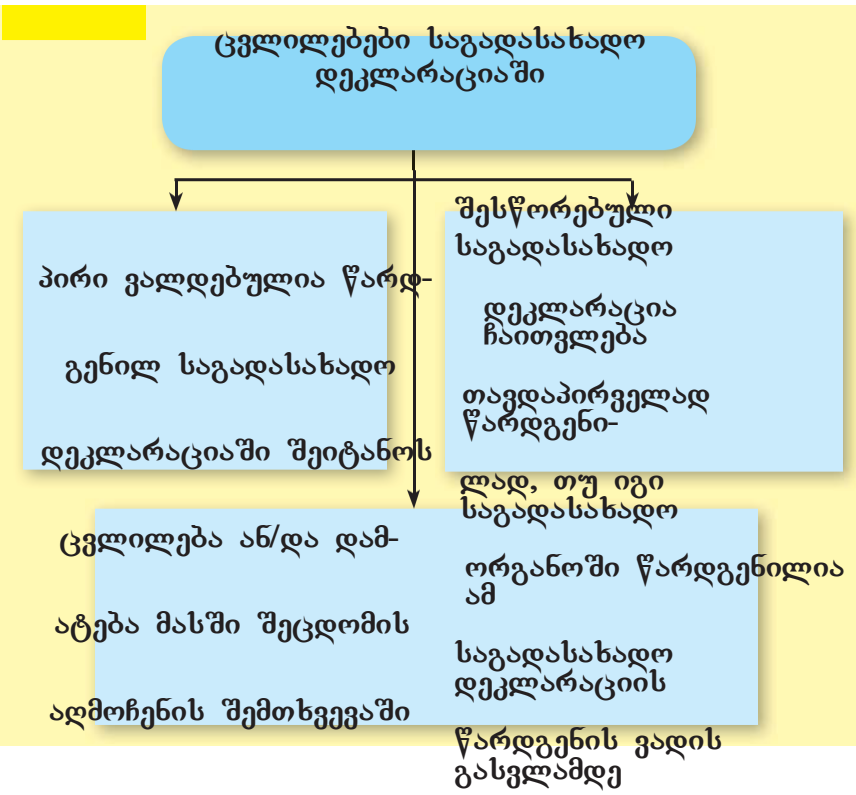 ცვლილებები საგადასახადო
დეკლარაციაში
პირი ვალდებულია წარდ-
გენილ საგადასახადო
დეკლარაციაში შეიტანოს
ცვლილება ან/და დამ-
ატება მასში შეცდომის
აღმოჩენის შემთხვევაში
შესწორებული
საგადასახადო
დეკლარაცია
ჩაითვლება
თავდაპირველად
წარდგენი-
ლად, თუ იგი
საგადასახადო
ორგანოში წარდგენილია
ამ
საგადასახადო
დეკლარაციის
წარდგენის ვადის
გასვლამდე